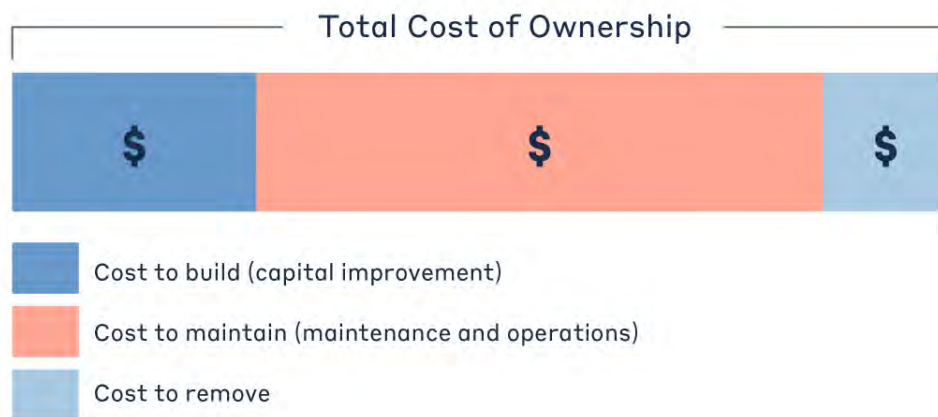 Total Cost of Ownership
$ $ $
Cost to build (capital improvement)
Cost to maintain (maintenance and operations)
Cost to remove